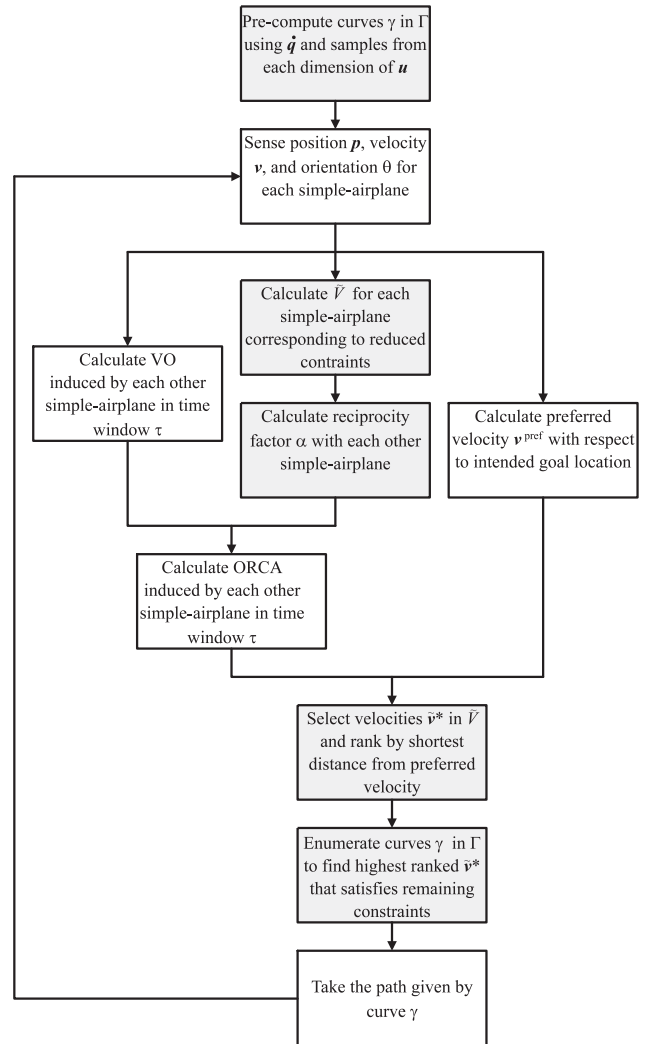 Pre-compute curves γ in Γ
using q̇ and samples from
each dimension of u
Sense position p, velocity
v, and orientation θ for
each simple-airplane
Calculate Ṽ for each
simple-airplane
corresponding to reduced
contraints
Calculate VO
induced by each other
simple-airplane in time
window τ
Calculate reciprocity
factor α with each other
simple-airplane
Calculate preferred
velocity v^pref with respect
to intended goal location
Calculate ORCA
induced by each other
simple-airplane in time
window τ
Select velocities ṽ* in Ṽ
and rank by shortest
distance from preferred
velocity
Enumerate curves γ in Γ
to find highest ranked ṽ*
that satisfies remaining
constraints
Take the path given by
curve γ